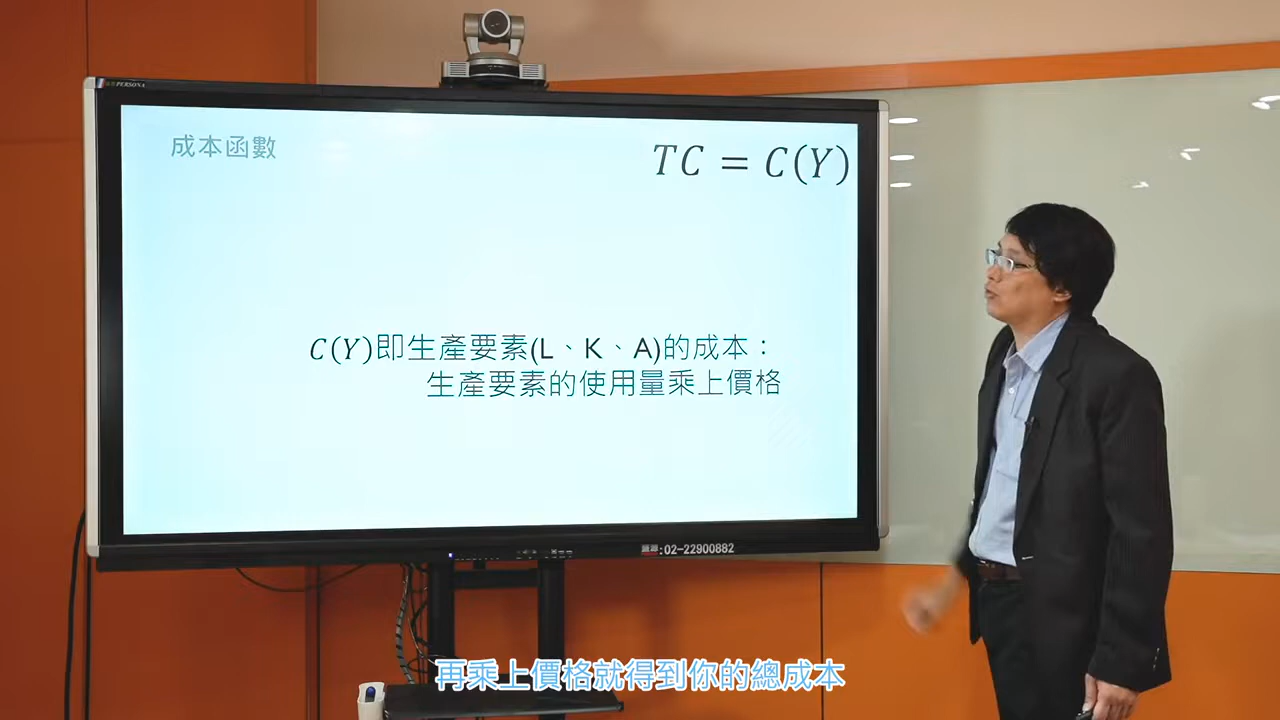 PERSONA
成本函數
TC = C(Y)
C(Y)即生產要素(L、K、A)的成本：
生產要素的使用量乘上價格
:02-22900882
再乘上價格就得到你的總成本